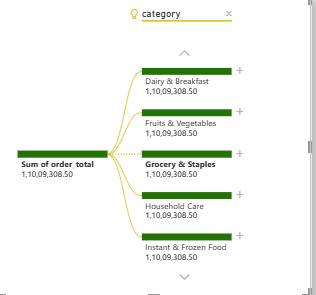 category
Dairy & Breakfast
1,10,09,308.50
Fruits & Vegetables
1,10,09,308.50
Sum of order_total
1,10,09,308.50
Grocery & Staples
1,10,09,308.50
Household Care
1,10,09,308.50
Instant & Frozen Food
1,10,09,308.50